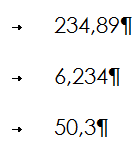 → 234,89¶
→ 6,234¶
→ 50,3¶